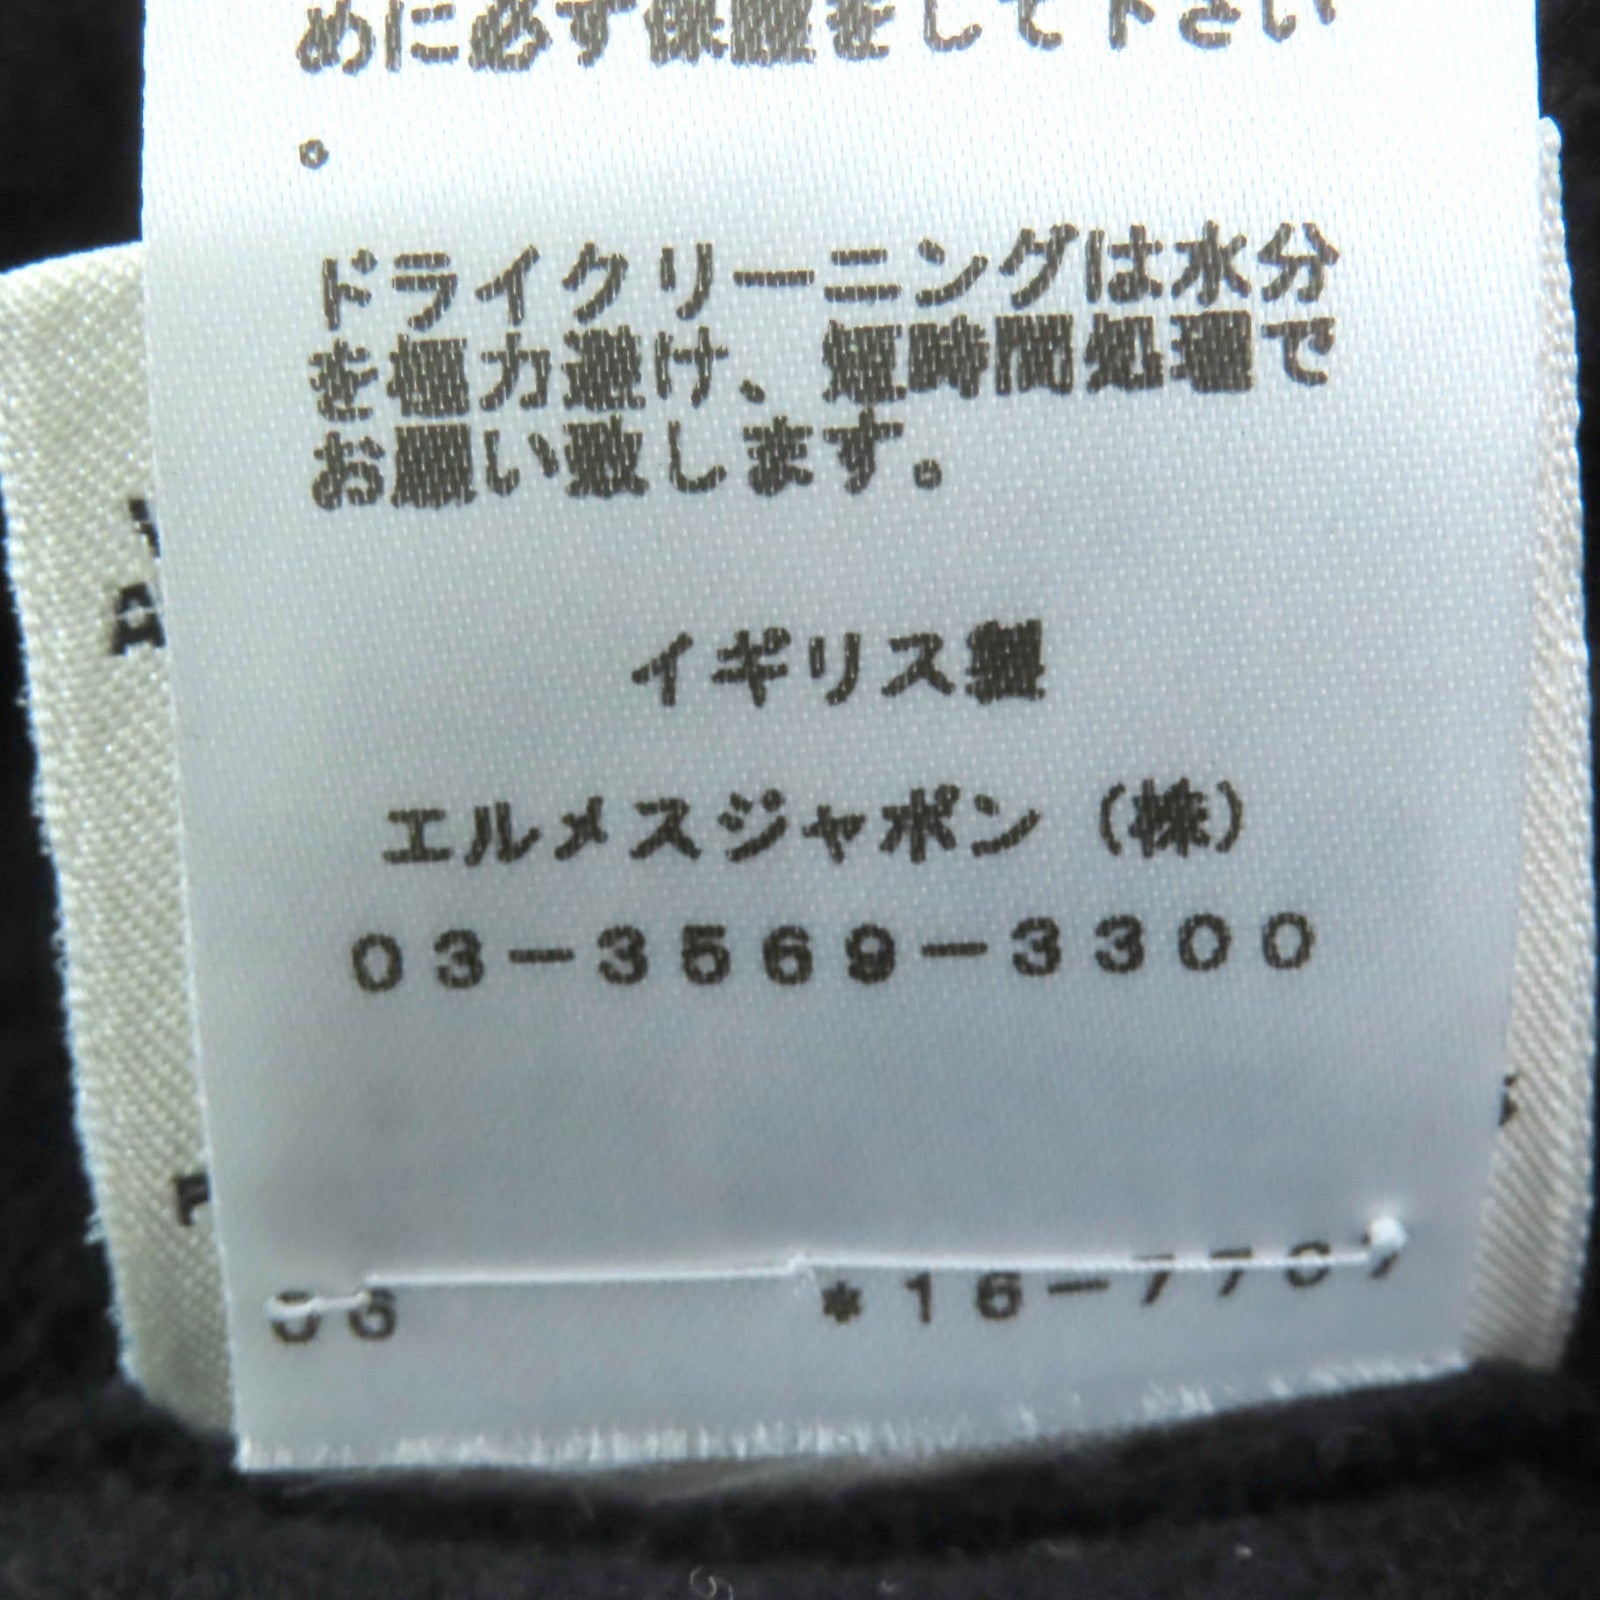 めに必ず保護をして下さい
。
ドライクリーニングは水分
を極力避け、短時間処理で
お願い致します。
イギリス製
エルメスジャポン（株）
03-3569-3300
06 *16-7707